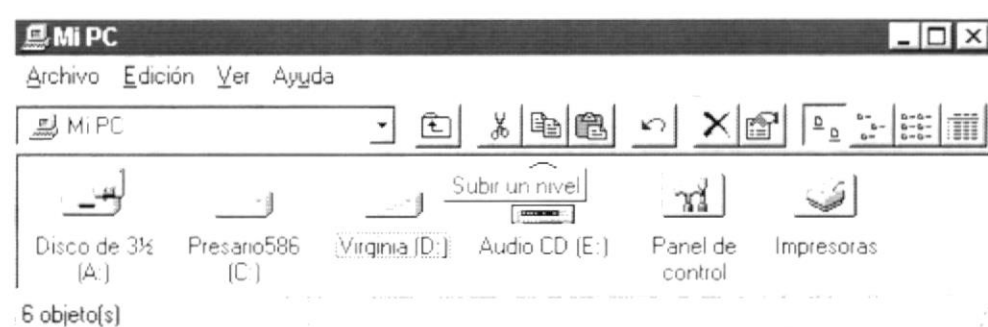 Mi PC
Archivo Edición Ver Ayuda
Mi PC
Subir un nivel
Disco de 3½ (A:)
Presario586 (C:)
Virginia (D:)
Audio CD (E:)
Panel de control
Impresoras
6 objeto(s)